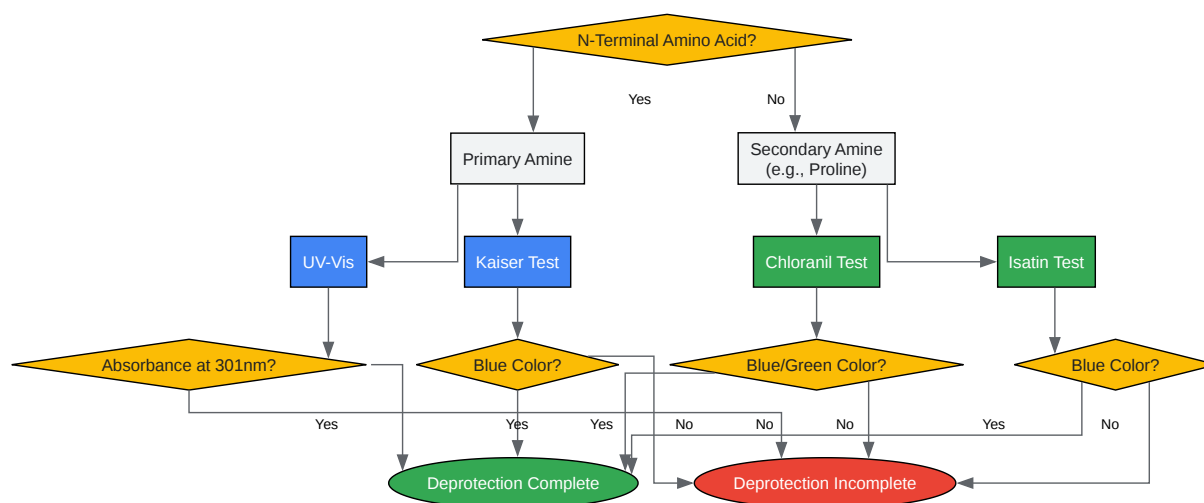 N-Terminal Amino Acid?
Yes
No
Primary Amine
Secondary Amine
(e.g., Proline)
UV-Vis
Kaiser Test
Chloranil Test
Isatin Test
Absorbance at 301nm?
Blue Color?
Blue/Green Color?
Blue Color?
Yes
Yes
Yes
No
No
No
Yes
No
Deprotection Complete
Deprotection Incomplete